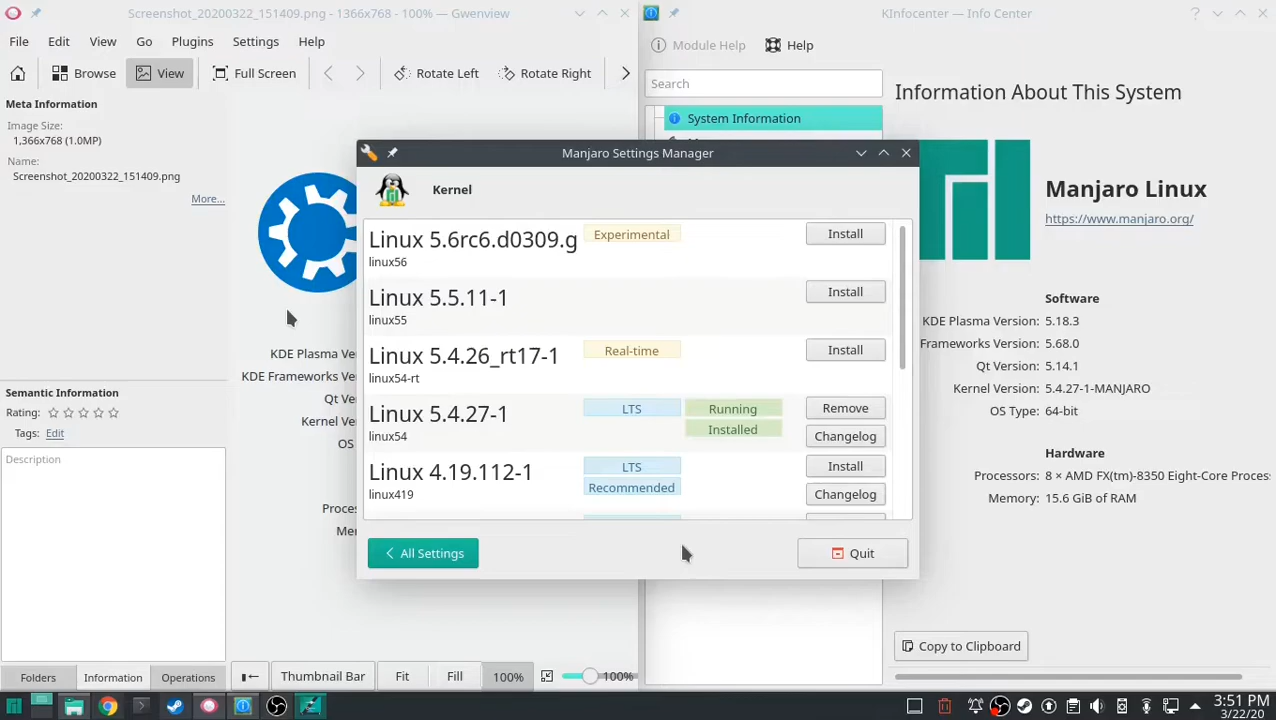 Screenshot_20200322_151409.png - 1366x768 - 100% — Gwenview
File Edit View Go Plugins Settings Help
Browse View Full Screen Rotate Left Rotate Right
Meta Information
Image Size:
1,366x768 (1.0MP)
Name:
Screenshot_20200322_151409.png
More...
KDE Plasma Ve
KDE Frameworks Ver
Qt Ver
Kernel Ver
OS
Proces
Me
Semantic Information
Rating:
Tags: Edit
Description
Folders Information Operations
Thumbnail Bar Fit Fill 100% 100%
KInfocenter — Info Center
Module Help Help
Search
System Information
Information About This System
Manjaro Linux
https://www.manjaro.org/
Software
KDE Plasma Version: 5.18.3
Frameworks Version: 5.68.0
Qt Version: 5.14.1
Kernel Version: 5.4.27-1-MANJARO
OS Type: 64-bit
Hardware
Processors: 8 × AMD FX(tm)-8350 Eight-Core Proces
Memory: 15.6 GiB of RAM
Copy to Clipboard
Manjaro Settings Manager
Kernel
Linux 5.6rc6.d0309.g Experimental Install
linux56
Linux 5.5.11-1 Install
linux55
Linux 5.4.26_rt17-1 Real-time Install
linux54-rt
Linux 5.4.27-1 LTS Running Remove
Installed
linux54 Changelog
Linux 4.19.112-1 LTS Install
Recommended
linux419 Changelog
All Settings Quit
3:51 PM
3/22/20